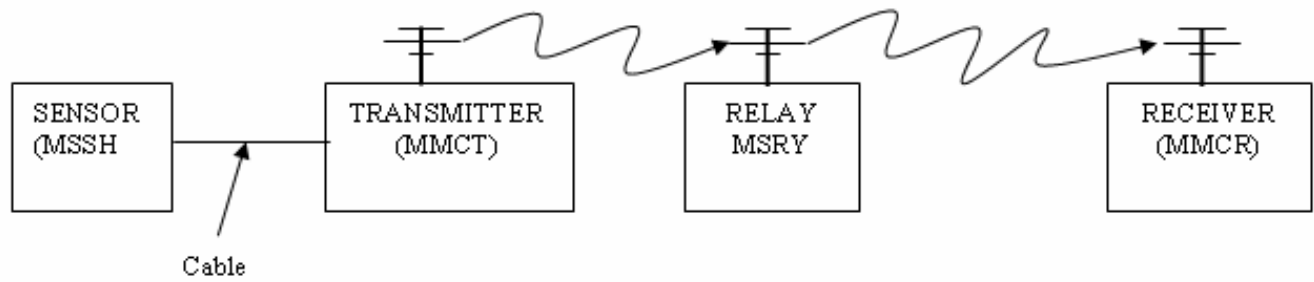 SENSOR
(MSSH
TRANSMITTER
(MMCT)
RELAY
MSRY
RECEIVER
(MMCR)
Cable